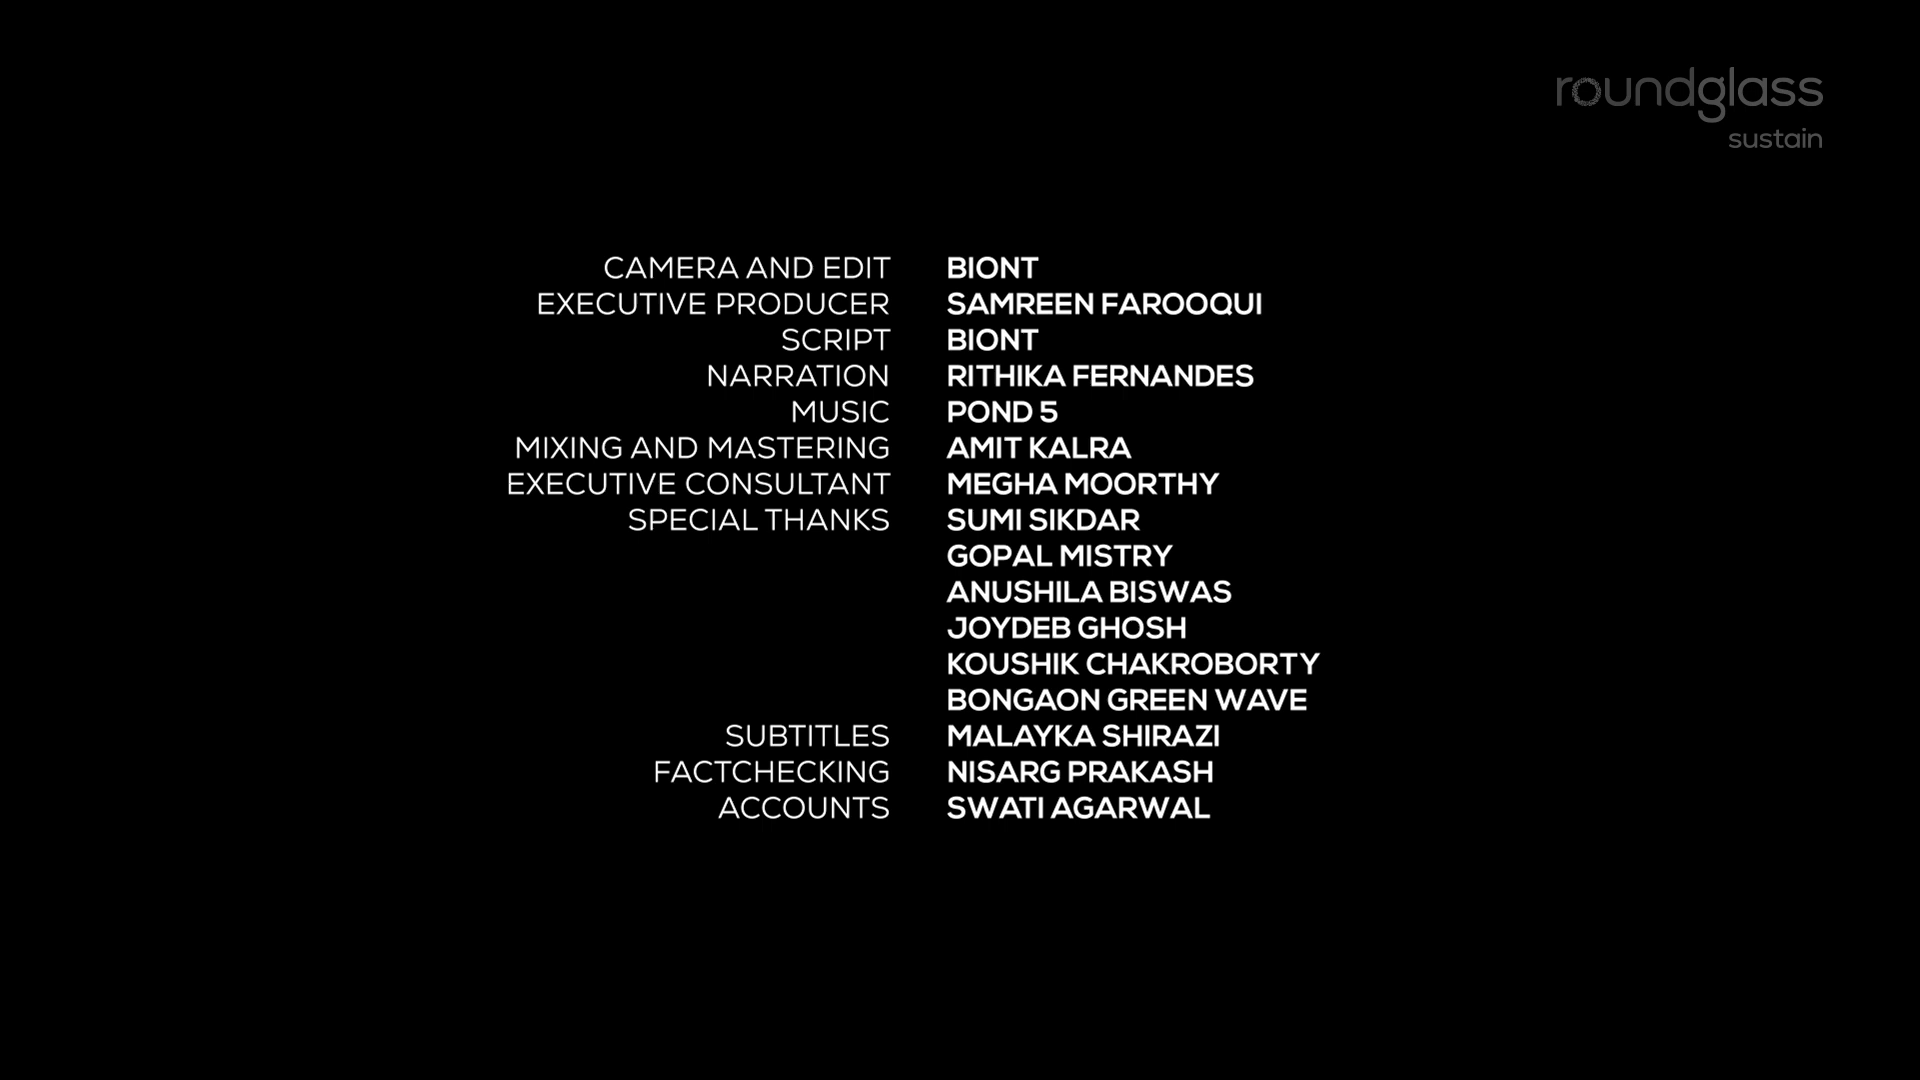 roundglass
sustain
CAMERA AND EDIT BIONT
EXECUTIVE PRODUCER SAMREEN FAROOQUI
SCRIPT BIONT
NARRATION RITHIKA FERNANDES
MUSIC POND 5
MIXING AND MASTERING AMIT KALRA
EXECUTIVE CONSULTANT MEGHA MOORTHY
SPECIAL THANKS SUMI SIKDAR
GOPAL MISTRY
ANUSHILA BISWAS
JOYDEB GHOSH
KOUSHIK CHAKROBORTY
BONGAON GREEN WAVE
SUBTITLES MALAYKA SHIRAZI
FACTCHECKING NISARG PRAKASH
ACCOUNTS SWATI AGARWAL